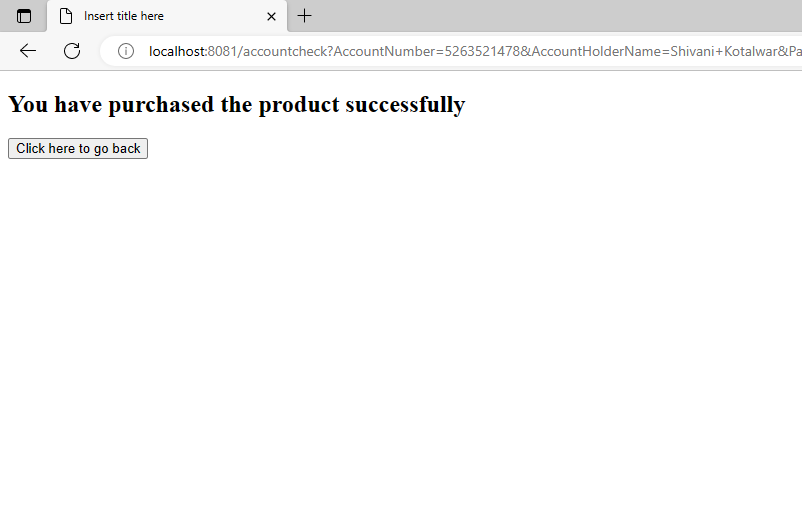 Insert title here
localhost:8081/accountcheck?AccountNumber=5263521478&AccountHolderName=Shivani+Kotalwar&Pa
You have purchased the product successfully
Click here to go back